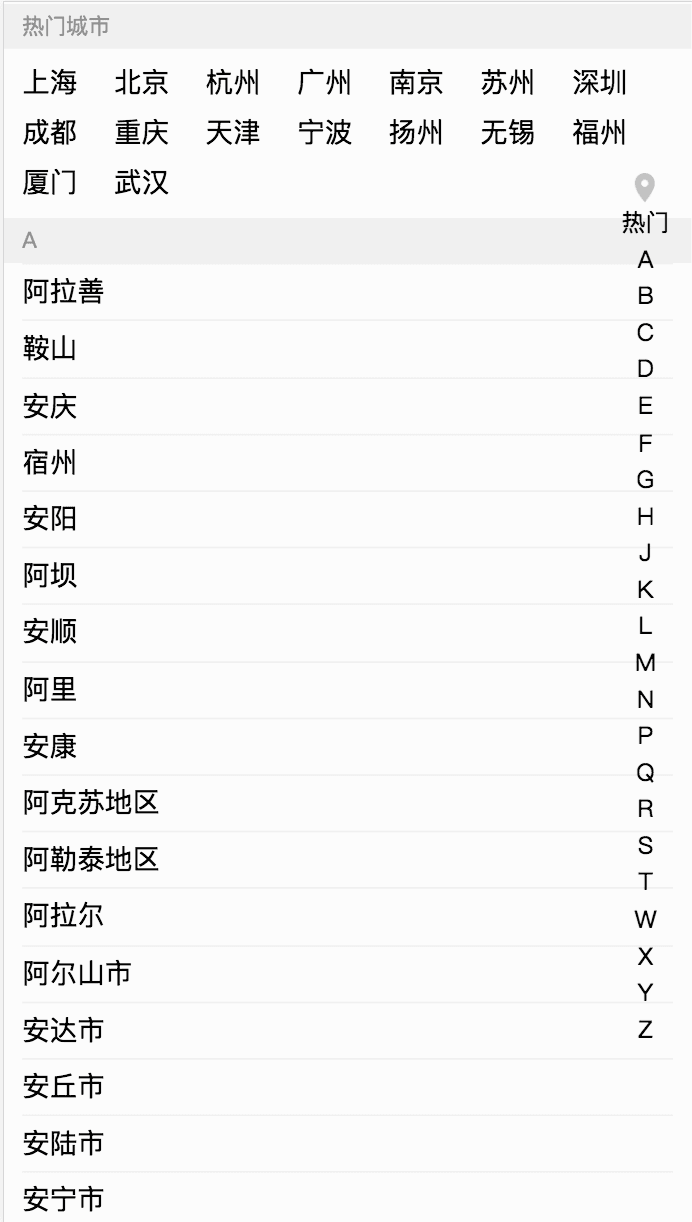 热门城市
上海 北京 杭州 广州 南京 苏州 深圳
成都 重庆 天津 宁波 扬州 无锡 福州
厦门 武汉
热门
A
A
阿拉善
B
C
鞍山
D
安庆
E
F
宿州
G
安阳
H
J
阿坝
K
安顺
L
M
阿里
N
P
安康
Q
阿克苏地区
R
S
阿勒泰地区
T
阿拉尔
W
X
阿尔山市
Y
安达市
Z
安丘市
安陆市
安宁市